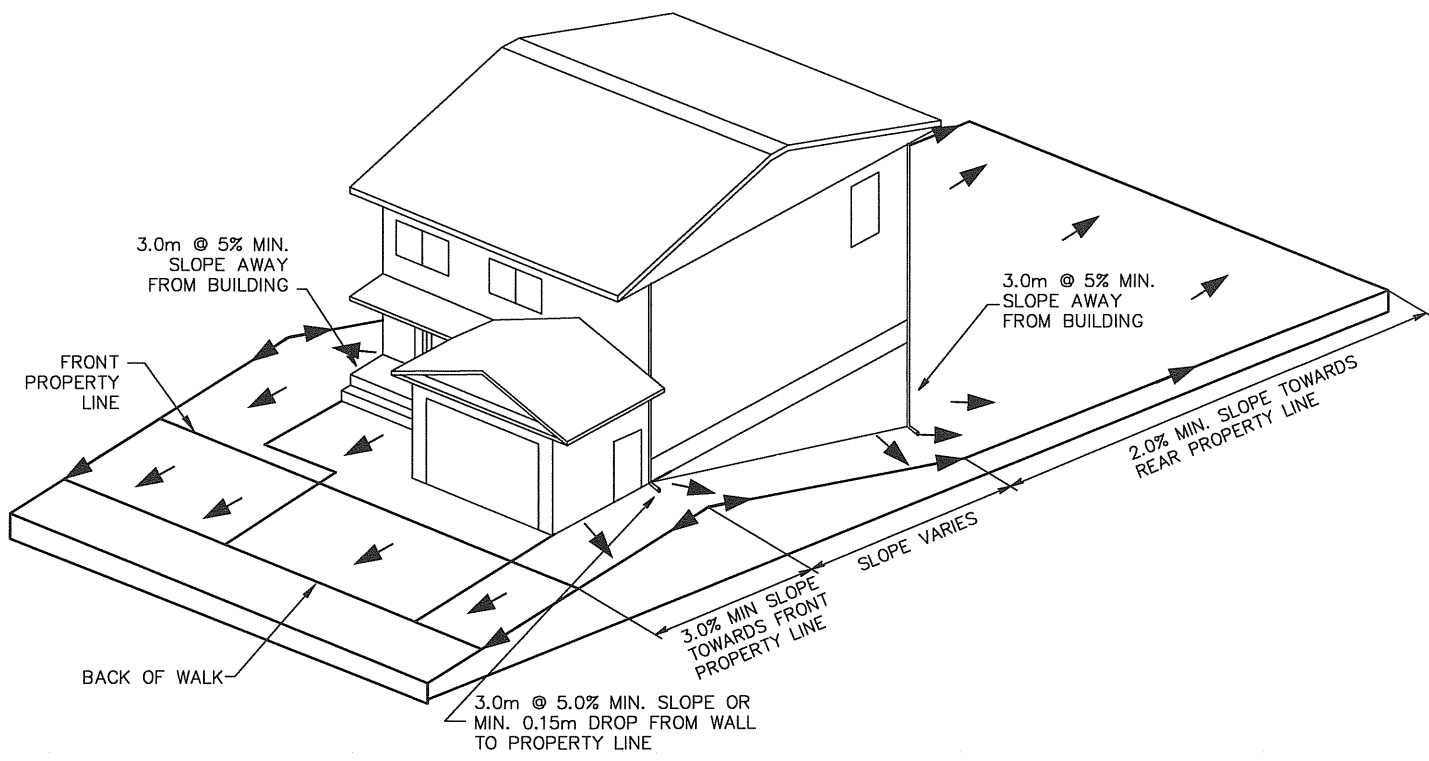 3.0m @ 5% MIN.
SLOPE AWAY
FROM BUILDING
FRONT
PROPERTY
LINE
3.0m @ 5% MIN.
SLOPE AWAY
FROM BUILDING
2.0% MIN. SLOPE TOWARDS
REAR PROPERTY LINE
SLOPE VARIES
3.0% MIN SLOPE
TOWARDS FRONT
PROPERTY LINE
BACK OF WALK
3.0m @ 5.0% MIN. SLOPE OR
MIN. 0.15m DROP FROM WALL
TO PROPERTY LINE